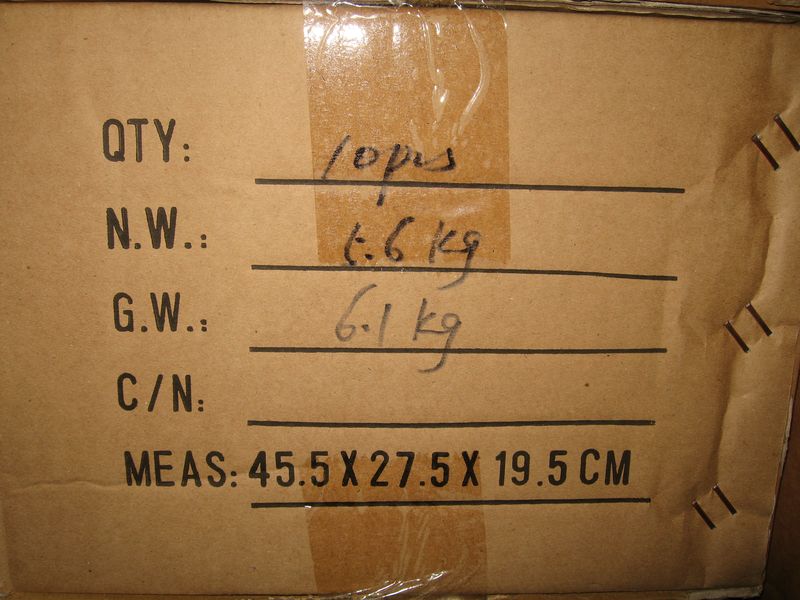 QTY: 10pcs
N.W.: 5.6 kg
G.W.: 6.1 kg
C/N:
MEAS: 45.5 X 27.5 X 19.5 CM